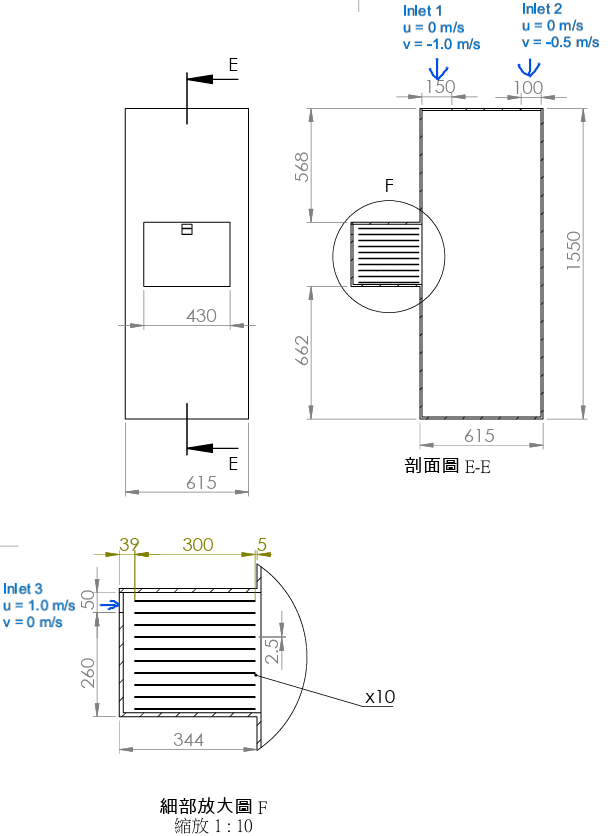 Inlet 1
u = 0 m/s
v = -1.0 m/s
Inlet 2
u = 0 m/s
v = -0.5 m/s
E
150
100
568
F
1550
430
662
E
615
615
剖面圖 E-E
39
300
5
Inlet 3
u = 1.0 m/s
v = 0 m/s
50
260
2.5
x10
344
細部放大圖 F
縮放 1 : 10